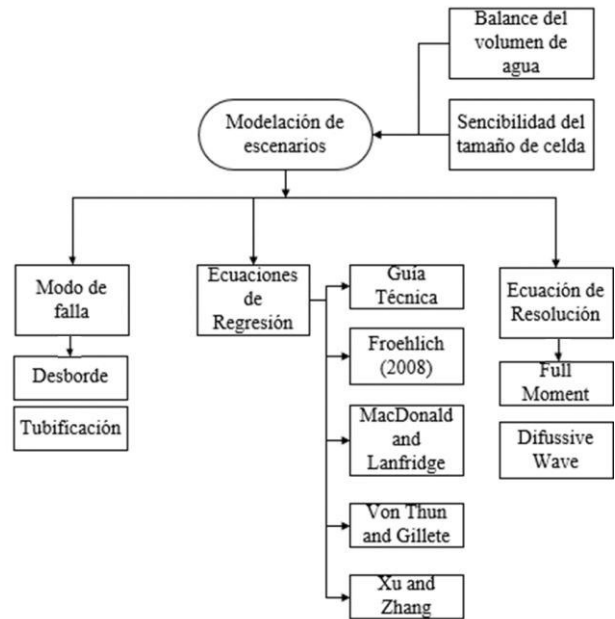 Balance del
volumen de
agua
Modelación de
escenarios
Sencibilidad del
tamaño de celda
Modo de
falla
Desborde
Tubificación
Ecuaciones
de
Regresión
Guía
Técnica
Froehlich
(2008)
MacDonald
and
Lanfridge
Von Thun
and Gillete
Xu and
Zhang
Ecuación de
Resolución
Full
Moment
Difussive
Wave